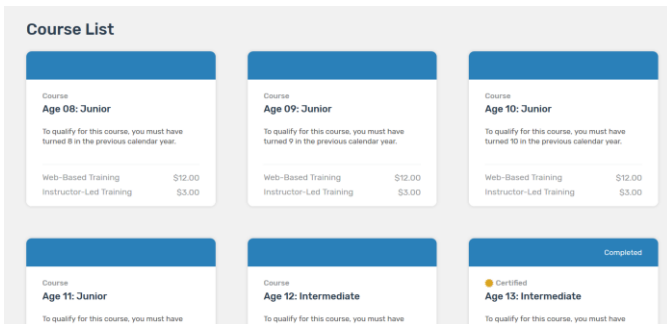 Course List
Course
Age 08: Junior
To qualify for this course, you must have
turned 8 in the previous calendar year.
Web-Based Training $12.00
Instructor-Led Training $3.00
Course
Age 09: Junior
To qualify for this course, you must have
turned 9 in the previous calendar year.
Web-Based Training $12.00
Instructor-Led Training $3.00
Course
Age 10: Junior
To qualify for this course, you must have
turned 10 in the previous calendar year.
Web-Based Training $12.00
Instructor-Led Training $3.00
Course
Age 11: Junior
To qualify for this course, you must have
Course
Age 12: Intermediate
To qualify for this course, you must have
Completed
Certified
Age 13: Intermediate
To qualify for this course, you must have